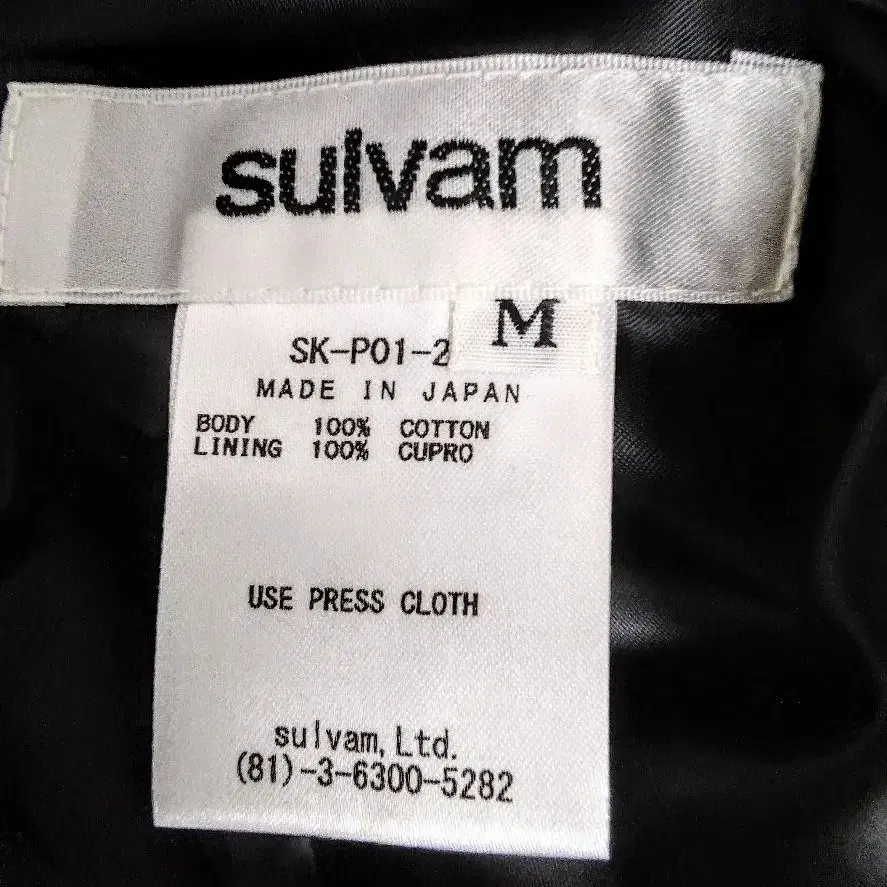 sulvam
M
SK-P01-2
MADE IN JAPAN
BODY 100% COTTON
LINING 100% CUPRO
USE PRESS CLOTH
sulvam, Ltd.
(81)-3-6300-5282